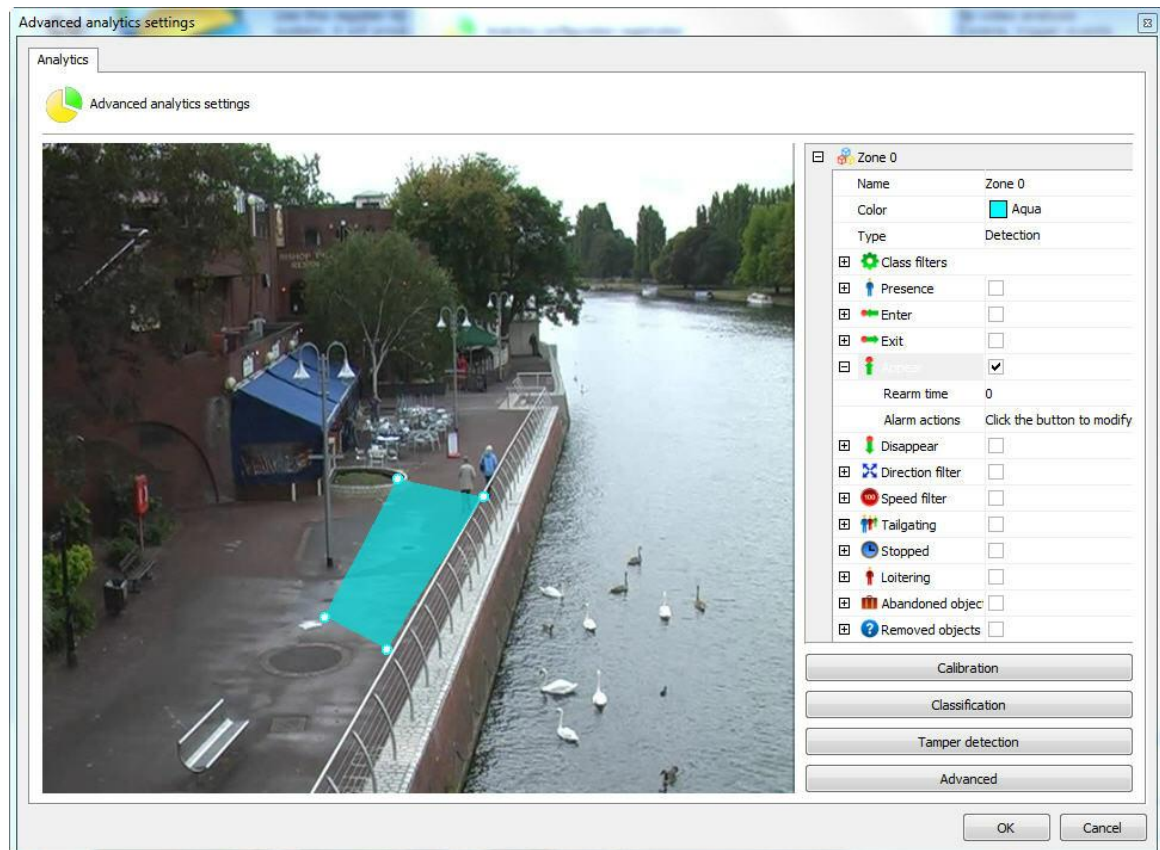 Advanced analytics settings
Analytics
Advanced analytics settings
Zone 0
Name Zone 0
Color Aqua
Type Detection
Class filters
Presence
Enter
Exit
Appear
Rearm time 0
Alarm actions Click the button to modify
Disappear
Direction filter
100 Speed filter
Tailgating
Stopped
Loitering
Abandoned objec
Removed objects
Calibration
Classification
Tamper detection
Advanced
OK Cancel